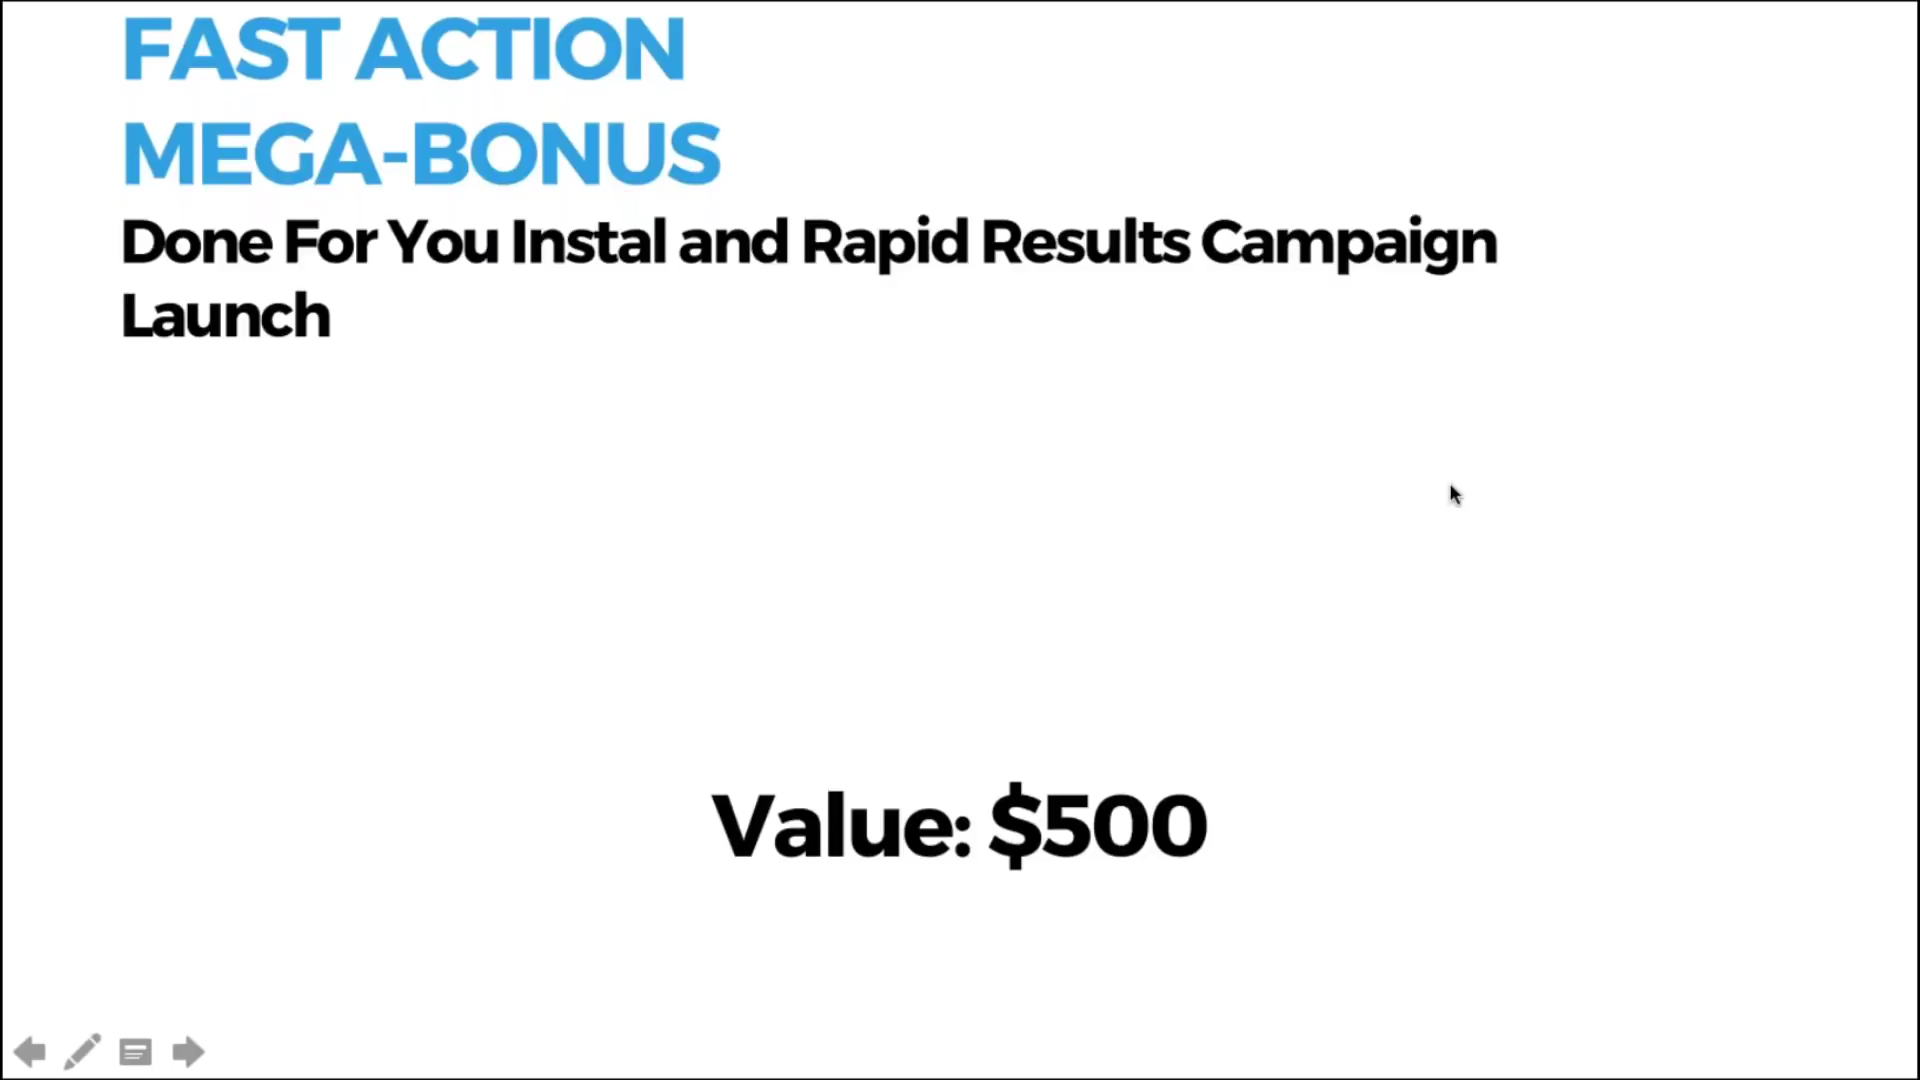 FAST ACTION
MEGA-BONUS
Done For You Instal and Rapid Results Campaign
Launch
Value: $500